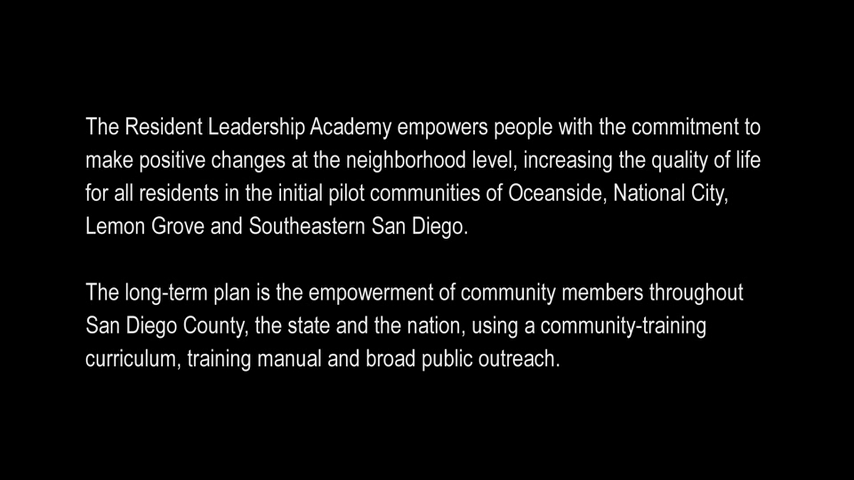 The Resident Leadership Academy empowers people with the commitment to
make positive changes at the neighborhood level, increasing the quality of life
for all residents in the initial pilot communities of Oceanside, National City,
Lemon Grove and Southeastern San Diego.
The long-term plan is the empowerment of community members throughout
San Diego County, the state and the nation, using a community-training
curriculum, training manual and broad public outreach.